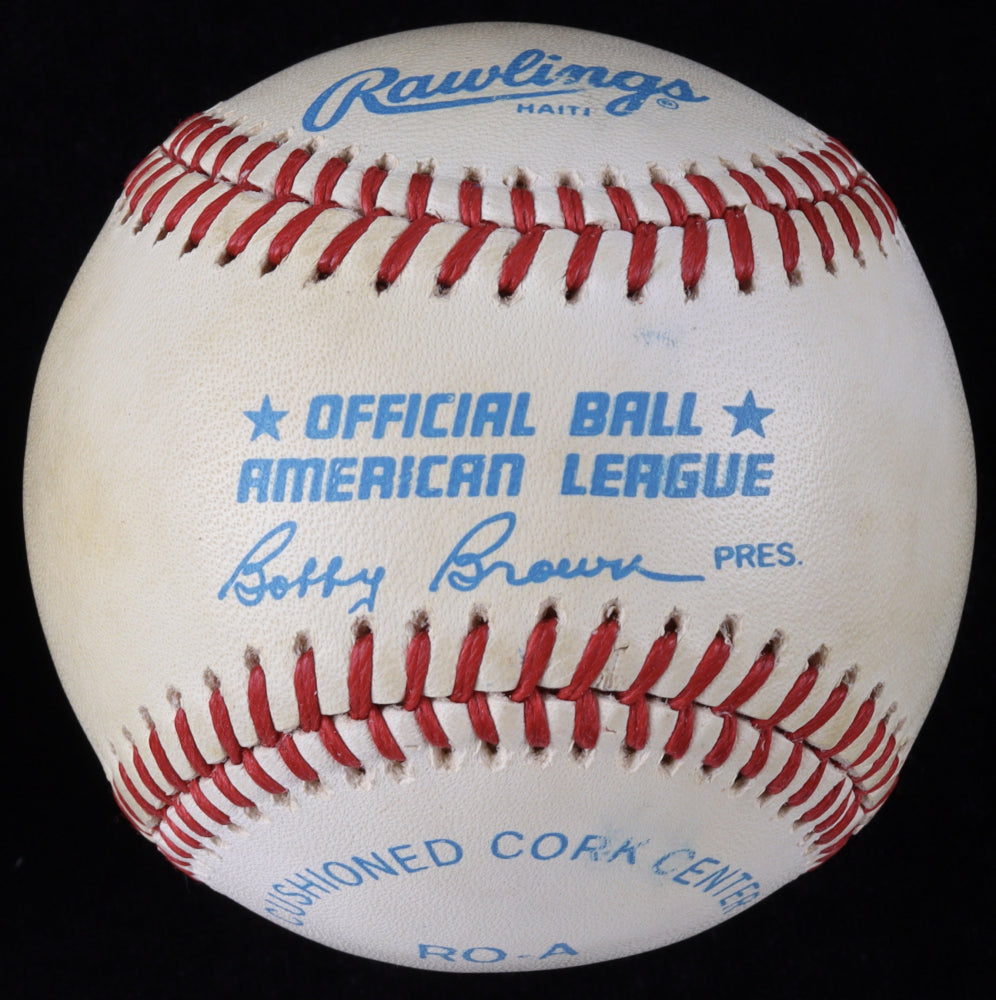 Rawlings ®
HAITI
★ OFFICIAL BALL ★
AMERICAN LEAGUE
Bobby Brown PRES.
CUSHIONED CORK CENTER
RO-A